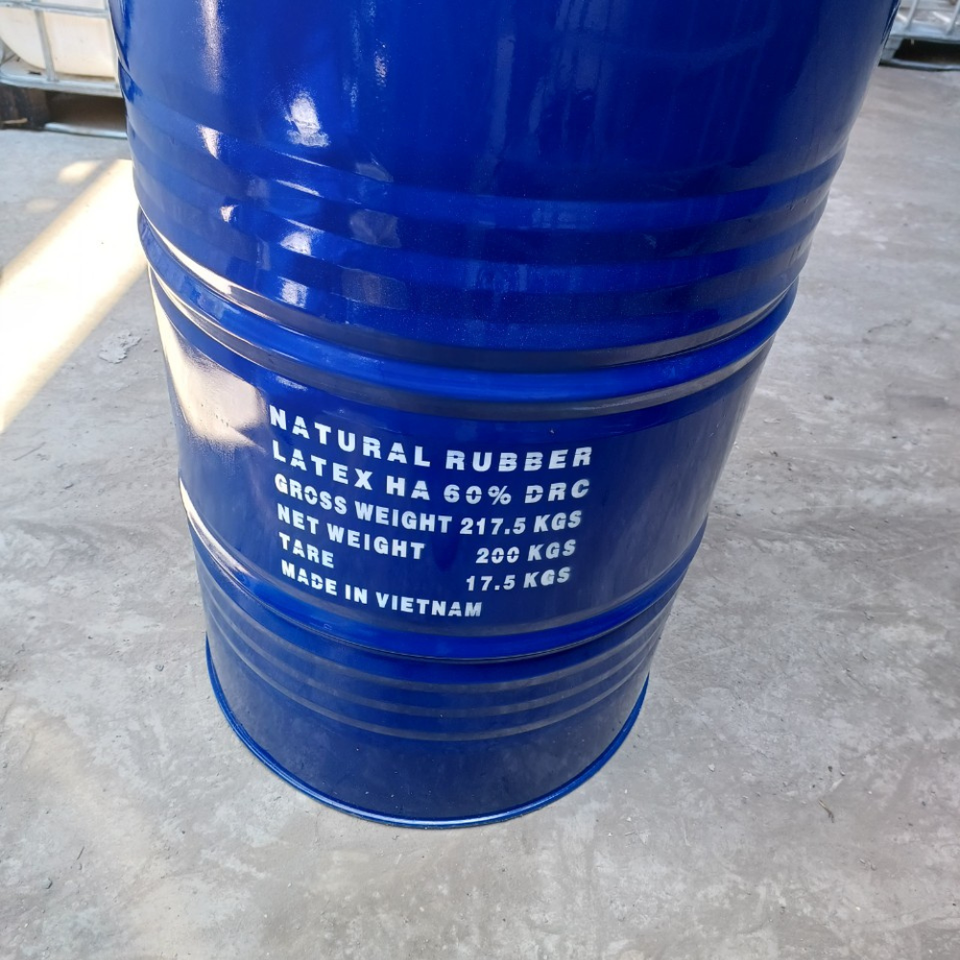 NATURAL RUBBER
LATEX HA 60% DRC
GROSS WEIGHT 217.5 KGS
NET WEIGHT 200 KGS
TARE 17.5 KGS
MADE IN VIETNAM